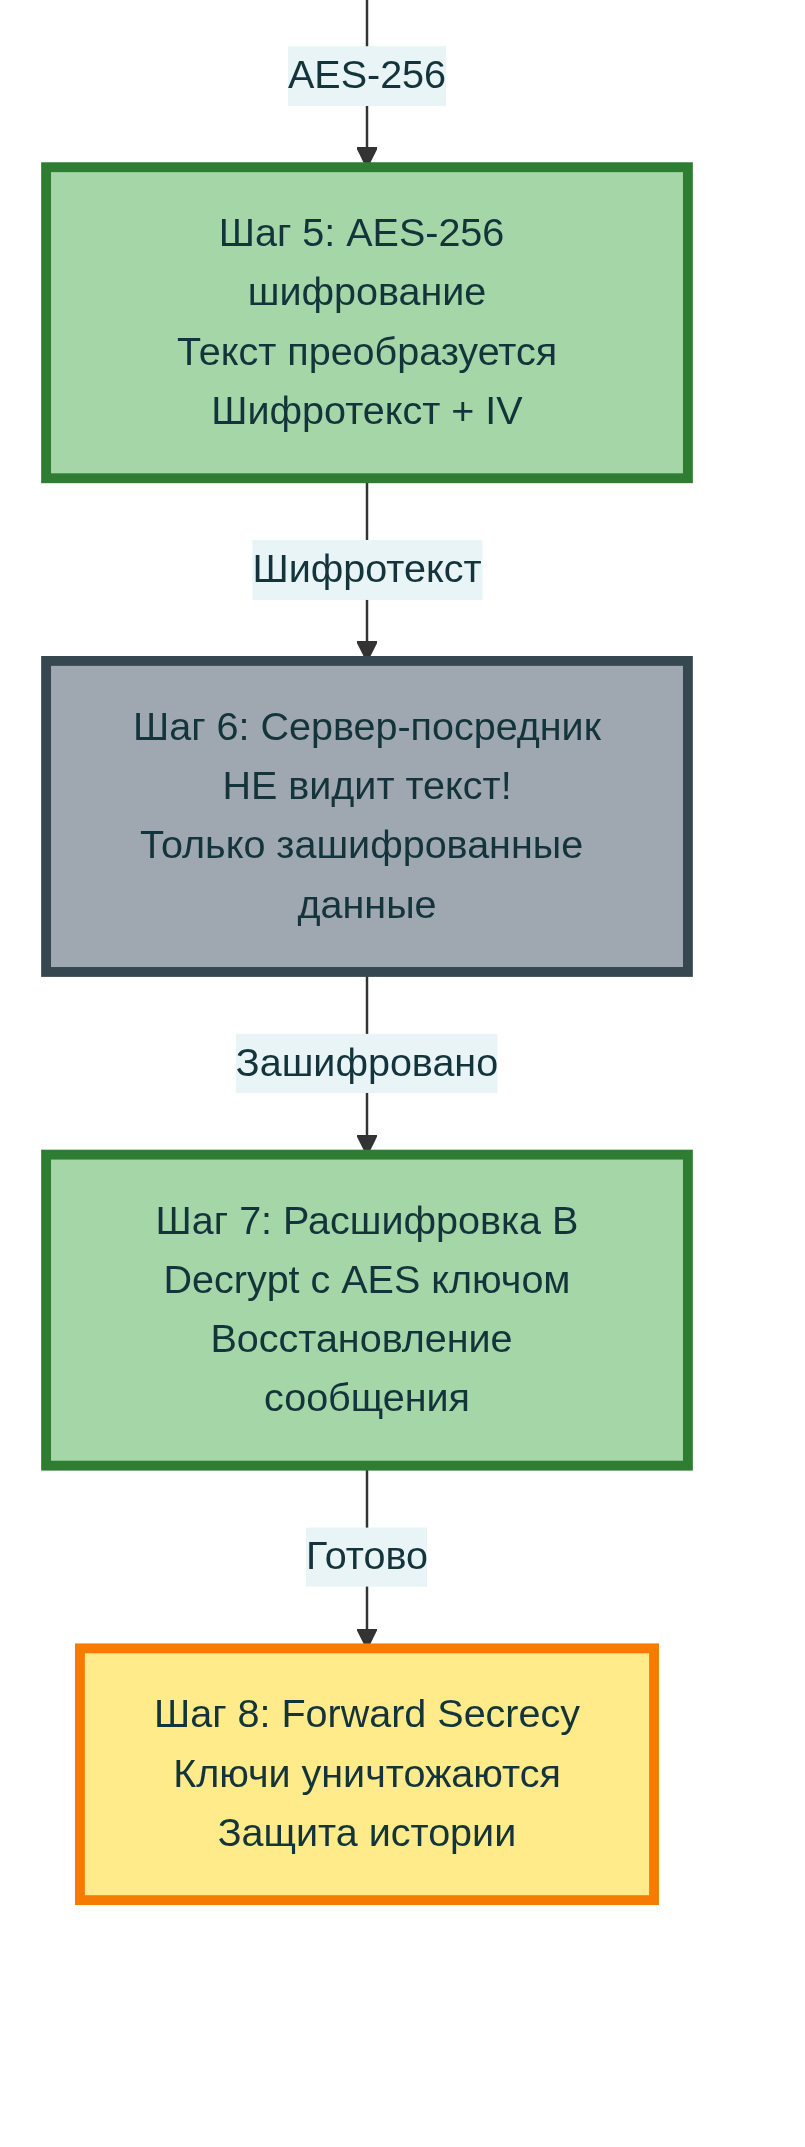 AES-256
Шаг 5: AES-256
шифрование
Текст преобразуется
Шифротекст + IV
Шифротекст
Шаг 6: Сервер-посредник
НЕ видит текст!
Только зашифрованные
данные
Зашифровано
Шаг 7: Расшифровка B
Decrypt с AES ключом
Восстановление
сообщения
Готово
Шаг 8: Forward Secrecy
Ключи уничтожаются
Защита истории